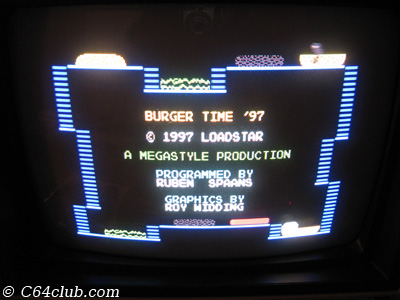 BURGER TIME '97
© 1997 LOADSTAR
A MEGASTYLE PRODUCTION
PROGRAMMED BY
RUBEN SPAANS
GRAPHICS BY
ROY WIDDING
© C64club.com